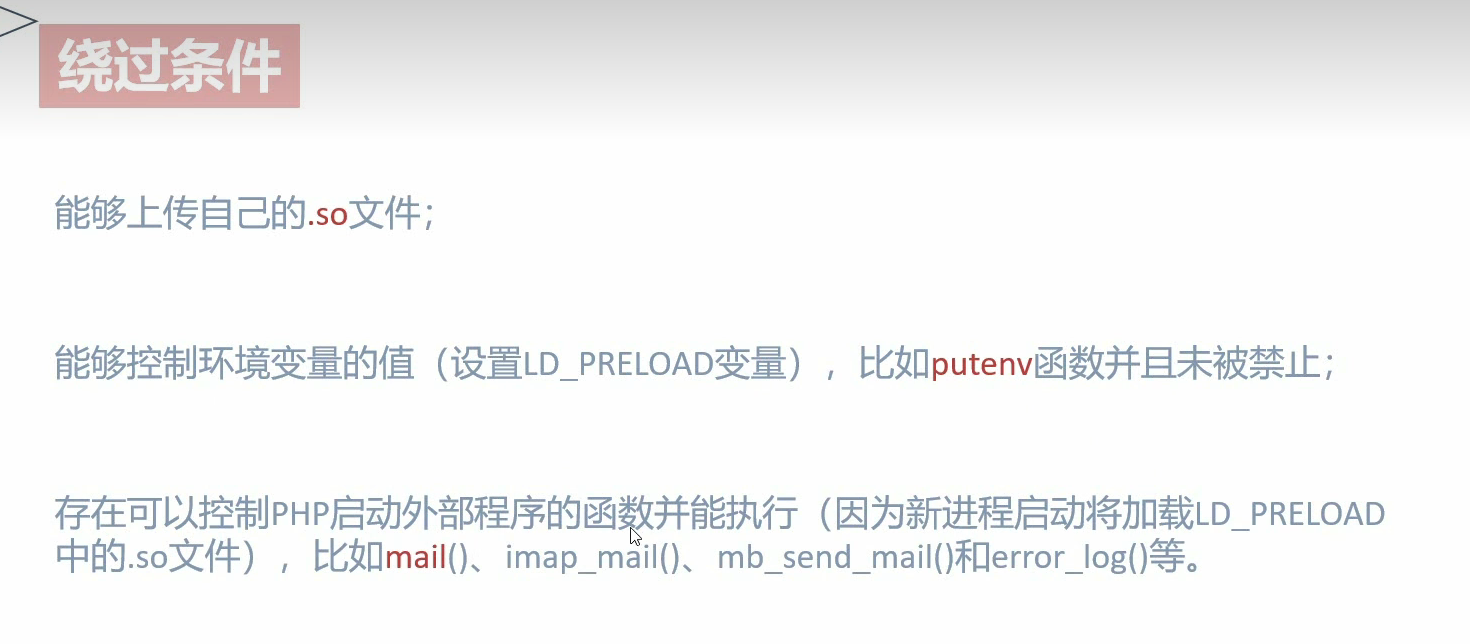 绕过条件
能够上传自己的.so文件；
能够控制环境变量的值（设置LD_PRELOAD变量），比如putenv函数并且未被禁止；
存在可以控制PHP启动外部程序的函数并能执行（因为新进程启动将加载LD_PRELOAD
中的.so文件），比如mail()、imap_mail()、mb_send_mail()和error_log()等。